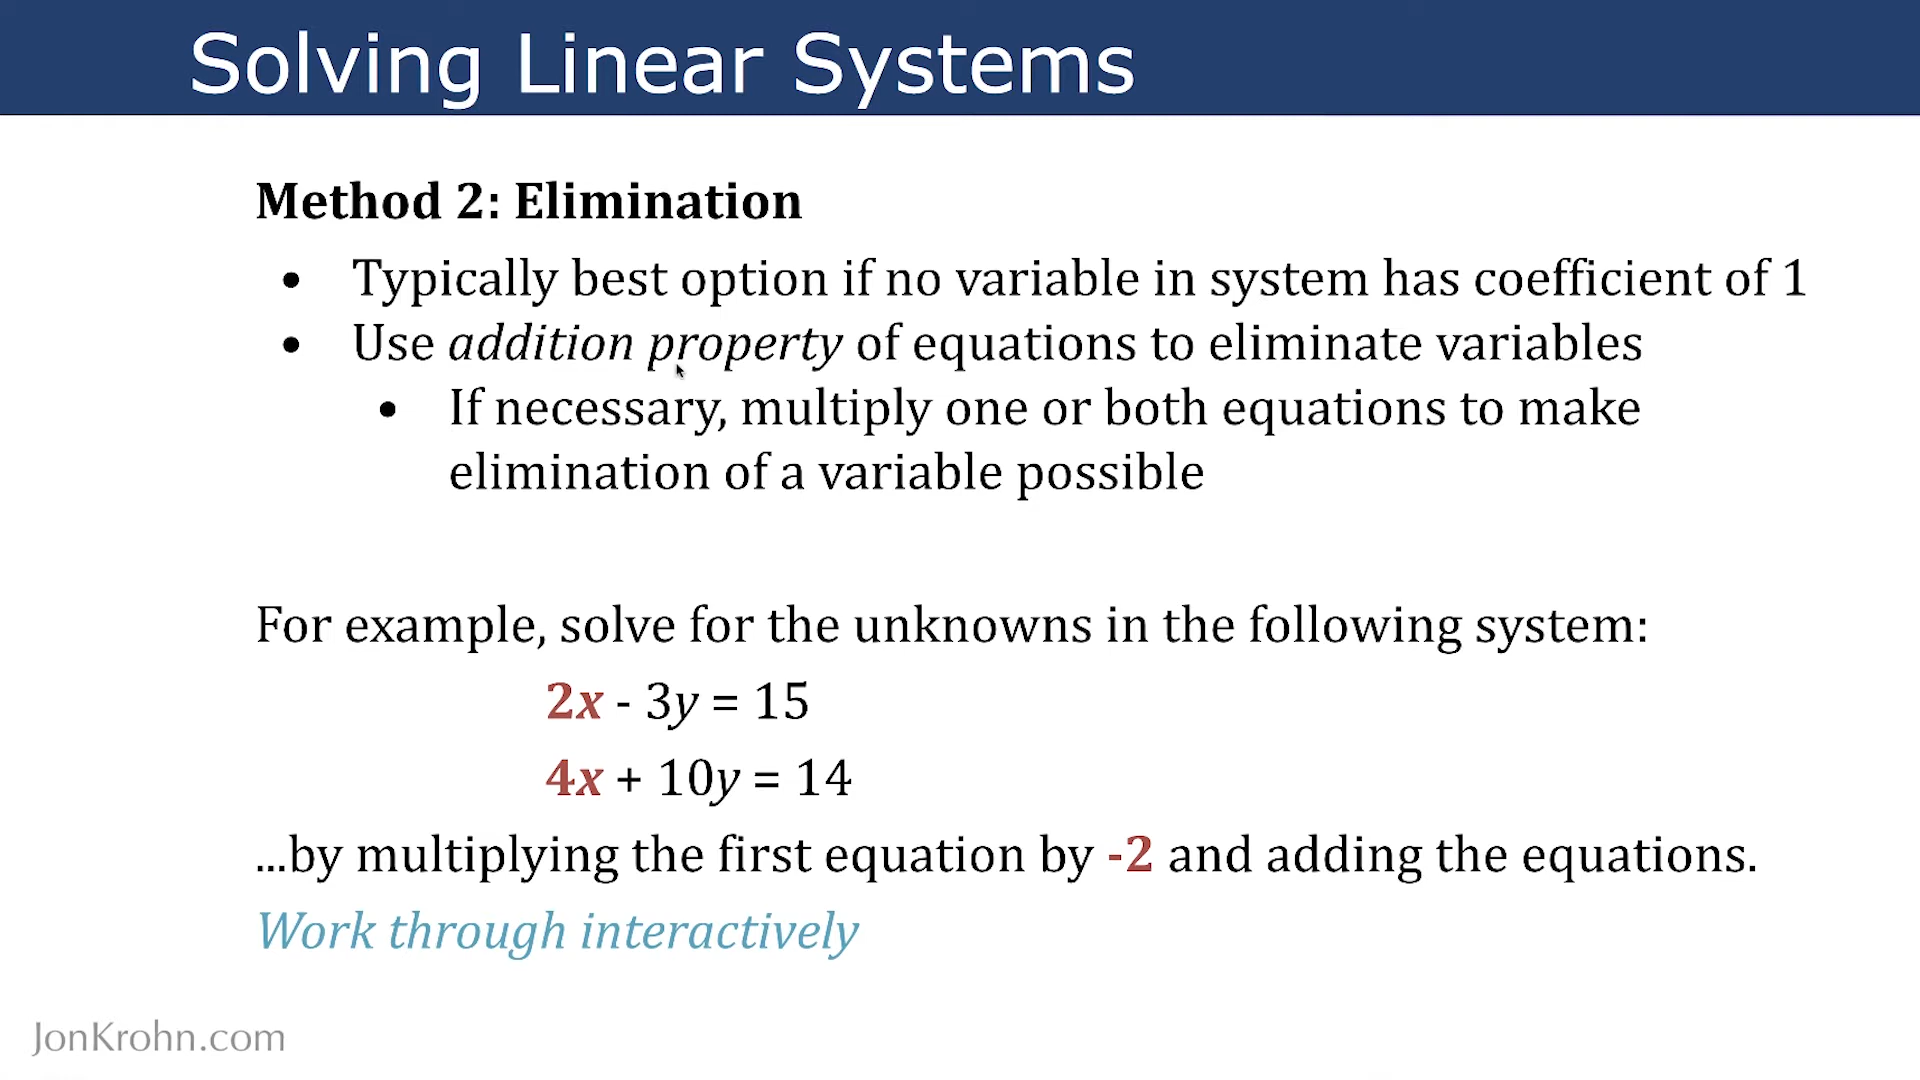 Solving Linear Systems
Method 2: Elimination
• Typically best option if no variable in system has coefficient of 1
• Use addition property of equations to eliminate variables
• If necessary, multiply one or both equations to make
elimination of a variable possible
For example, solve for the unknowns in the following system:
2x - 3y = 15
4x + 10y = 14
...by multiplying the first equation by -2 and adding the equations.
Work through interactively
JonKrohn.com